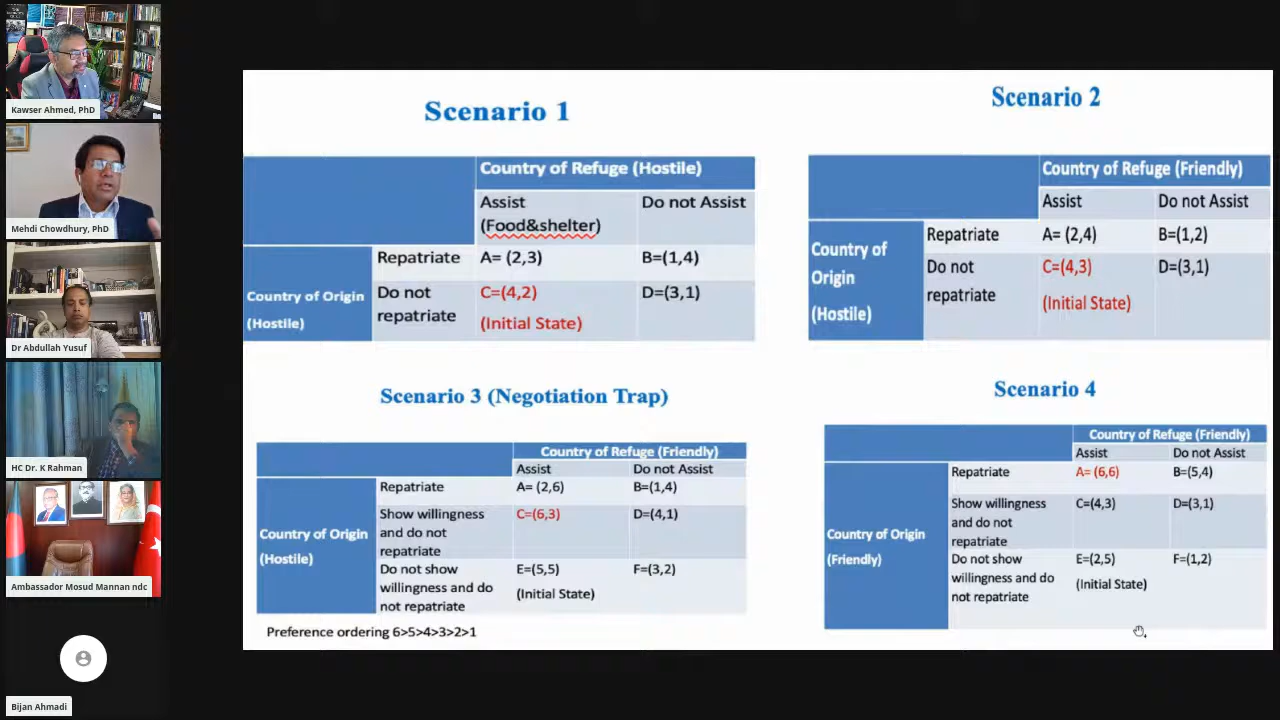 Kawser Ahmed, PhD
Mehdi Chowdhury, PhD
Dr Abdullah Yusuf
HC Dr. K Rahman
Ambassador Mosud Mannan ndc
Bijan Ahmadi
Scenario 1
Country of Refuge (Hostile)
Assist
(Food&shelter)
Do not Assist
Country of Origin
(Hostile)
Repatriate
A= (2,3)
B=(1,4)
Do not
repatriate
C=(4,2)
(Initial State)
D=(3,1)
Scenario 2
Country of Refuge (Friendly)
Assist
Do not Assist
Country of
Origin
(Hostile)
Repatriate
A= (2,4)
B=(1,2)
Do not
repatriate
C=(4,3)
(Initial State)
D=(3,1)
Scenario 3 (Negotiation Trap)
Country of Refuge (Friendly)
Assist
Do not Assist
Country of Origin
(Hostile)
Repatriate
A= (2,6)
B=(1,4)
Show willingness
and do not
repatriate
C=(6,3)
D=(4,1)
Do not show
willingness and do
not repatriate
E=(5,5)
(Initial State)
F=(3,2)
Preference ordering 6>5>4>3>2>1
Scenario 4
Country of Refuge (Friendly)
Assist
Do not Assist
Country of Origin
(Friendly)
Repatriate
A= (6,6)
B=(5,4)
Show willingness
and do not
repatriate
C=(4,3)
D=(3,1)
Do not show
willingness and do
not repatriate
E=(2,5)
(Initial State)
F=(1,2)